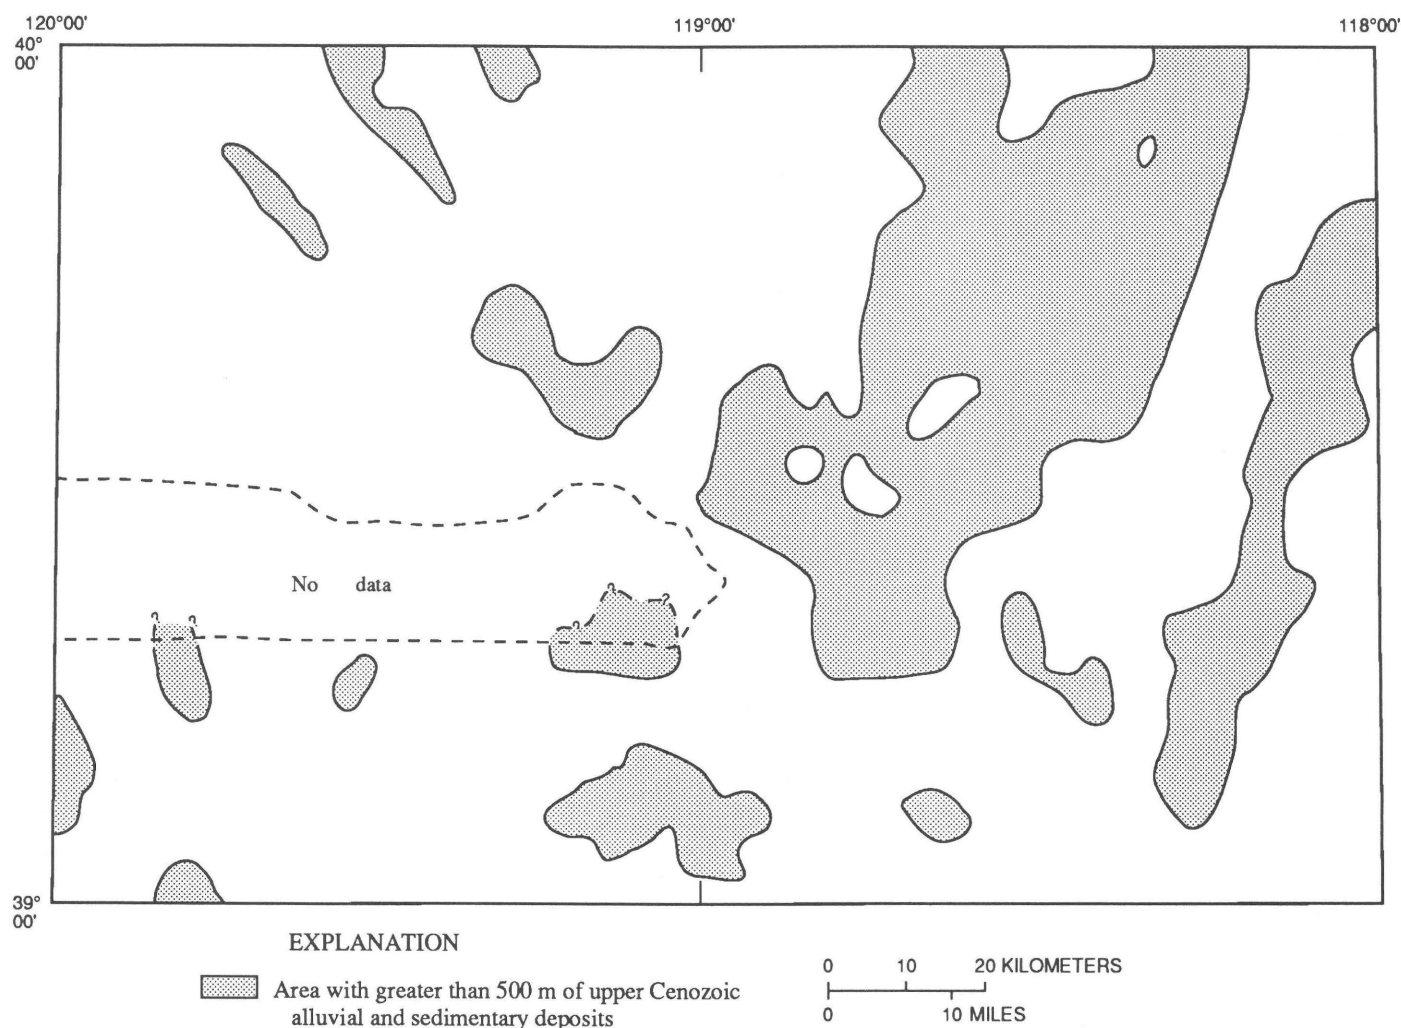 120°00'
119°00'
118°00'
40°
00'
No data
?
?
?
?
?
39°
00'
EXPLANATION
Area with greater than 500 m of upper Cenozoic
alluvial and sedimentary deposits
0 10 20 KILOMETERS
0 10 MILES